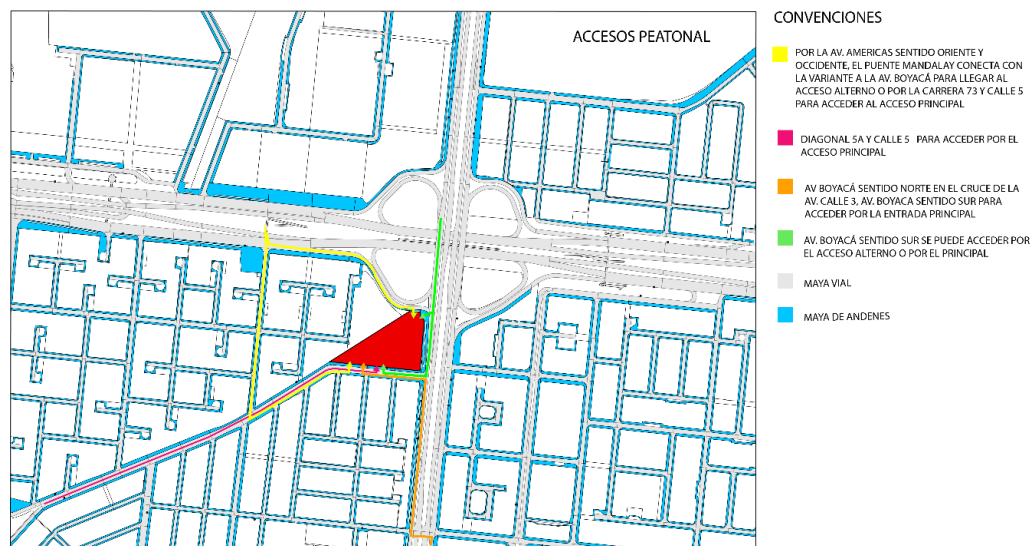 ACCESOS PEATONAL
CONVENCIONES
POR LA AV. AMERICAS SENTIDO ORIENTE Y
OCCIDENTE, EL PUENTE MANDALAY CONECTA CON
LA VARIANTE A LA AV. BOYACÁ PARA LLEGAR AL
ACCESO ALTERNO O POR LA CARRERA 73 Y CALLE 5
PARA ACCEDER AL ACCESO PRINCIPAL
DIAGONAL 5A Y CALLE 5 PARA ACCEDER POR EL
ACCESO PRINCIPAL
AV BOYACÁ SENTIDO NORTE EN EL CRUCE DE LA
AV. CALLE 3, AV. BOYACA SENTIDO SUR PARA
ACCEDER POR LA ENTRADA PRINCIPAL
AV. BOYACÁ SENTIDO SUR SE PUEDE ACCEDER POR
EL ACCESO ALTERNO O POR EL PRINCIPAL
MAYA VIAL
MAYA DE ANDENES